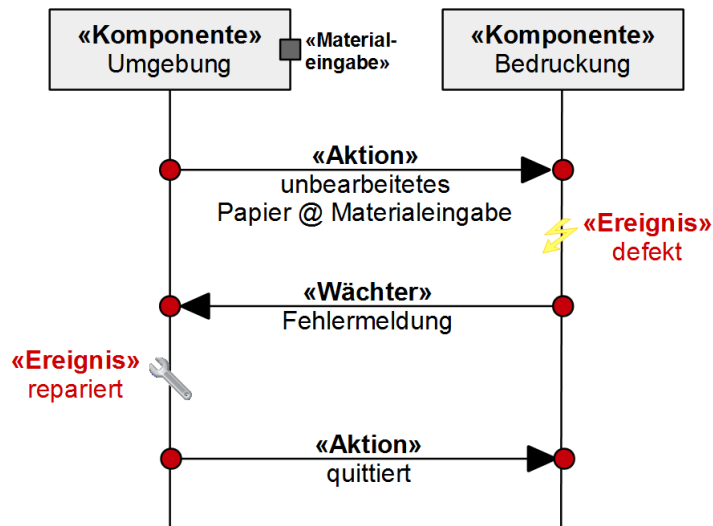 «Komponente»
Umgebung
«Material-
eingabe»
«Komponente»
Bedruckung
«Aktion»
unbearbeitetes
Papier @ Materialeingabe
«Ereignis»
defekt
«Wächter»
Fehlermeldung
«Ereignis»
repariert
«Aktion»
quittiert